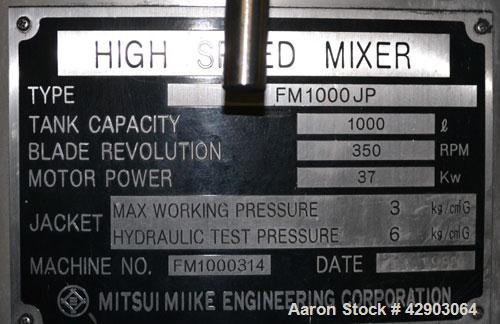 HIGH SPEED MIXER
TYPE FM1000JP
TANK CAPACITY 1000 ℓ
BLADE REVOLUTION 350 RPM
MOTOR POWER 37 Kw
JACKET
MAX WORKING PRESSURE 3 kg/cm²G
HYDRAULIC TEST PRESSURE 6 kg/cm²G
MACHINE NO. FM1000314 DATE
MITSUI MIIKE ENGINEERING CORPORATION
Aaron Stock # 42903064